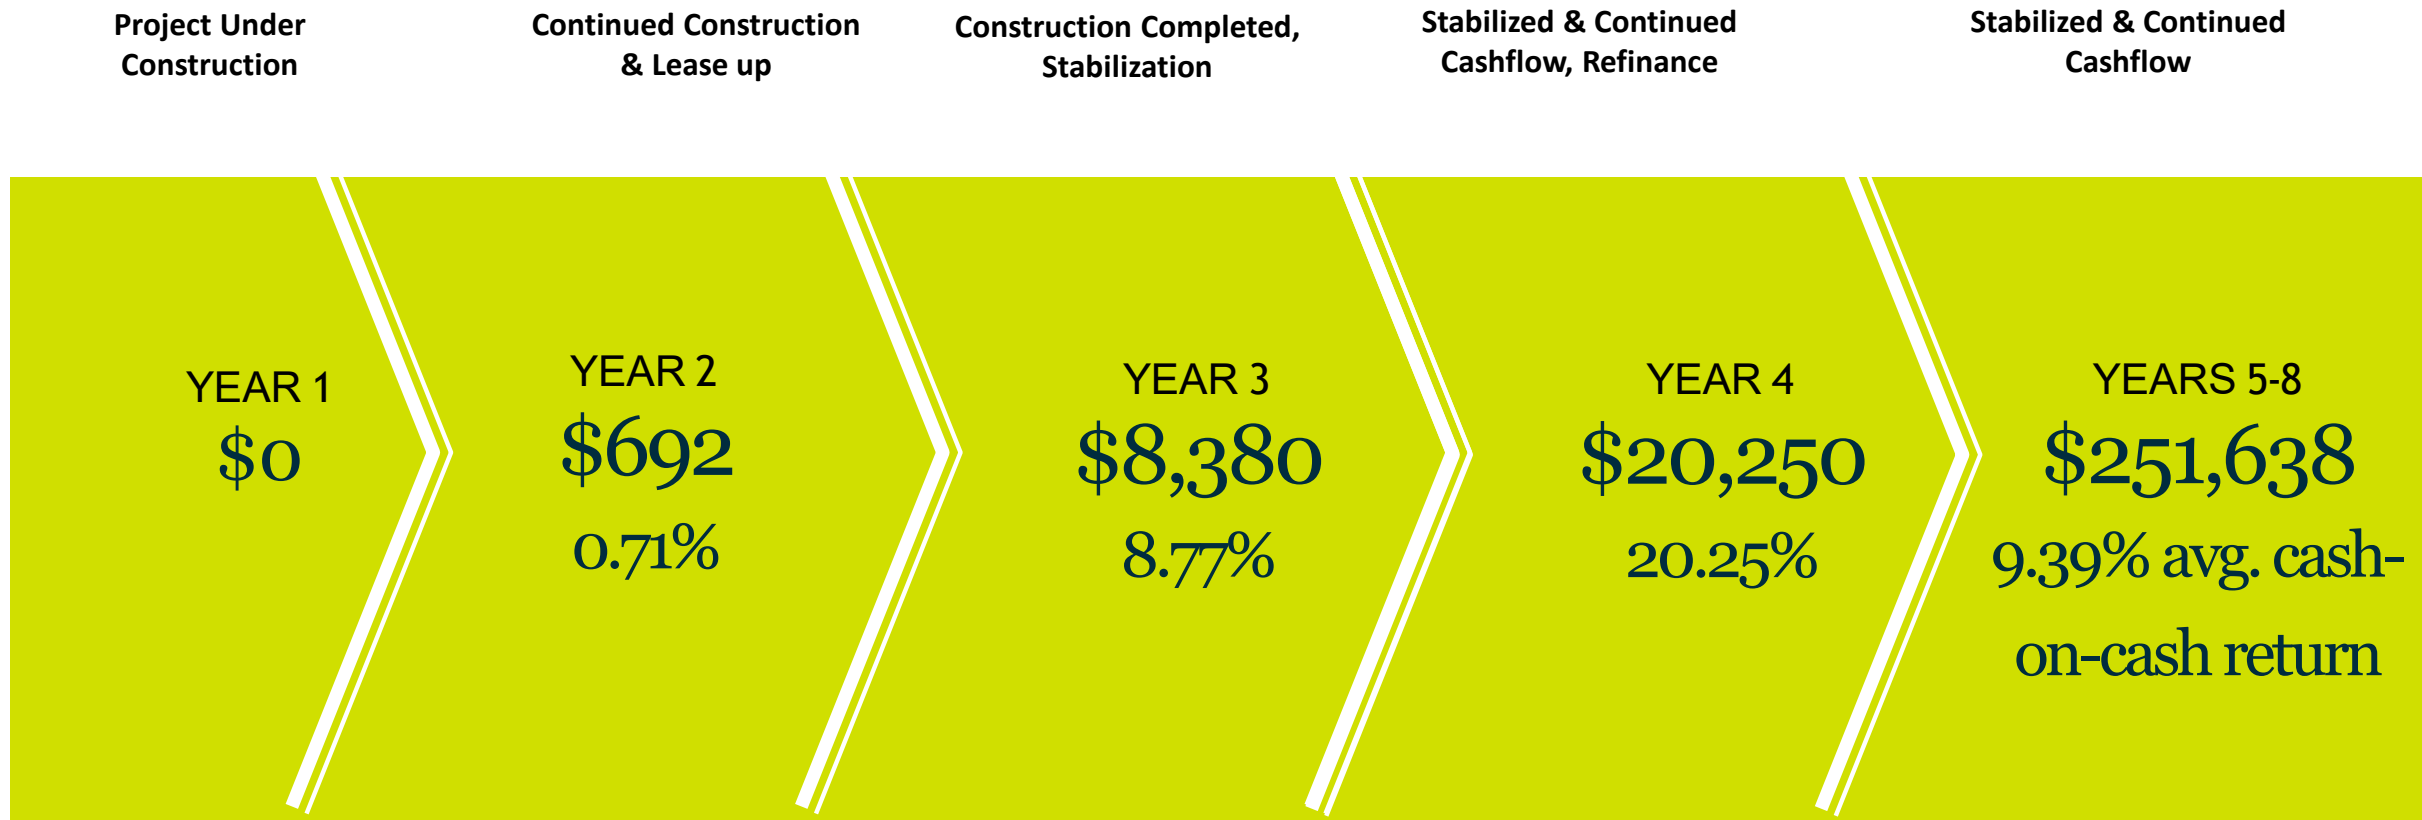 Project Under
Construction
Continued Construction
& Lease up
Construction Completed,
Stabilization
Stabilized & Continued
Cashflow, Refinance
Stabilized & Continued
Cashflow
YEAR 1
$0
YEAR 2
$692
0.71%
YEAR 3
$8,380
8.77%
YEAR 4
$20,250
20.25%
YEARS 5-8
$251,638
9.39% avg. cash-
on-cash return